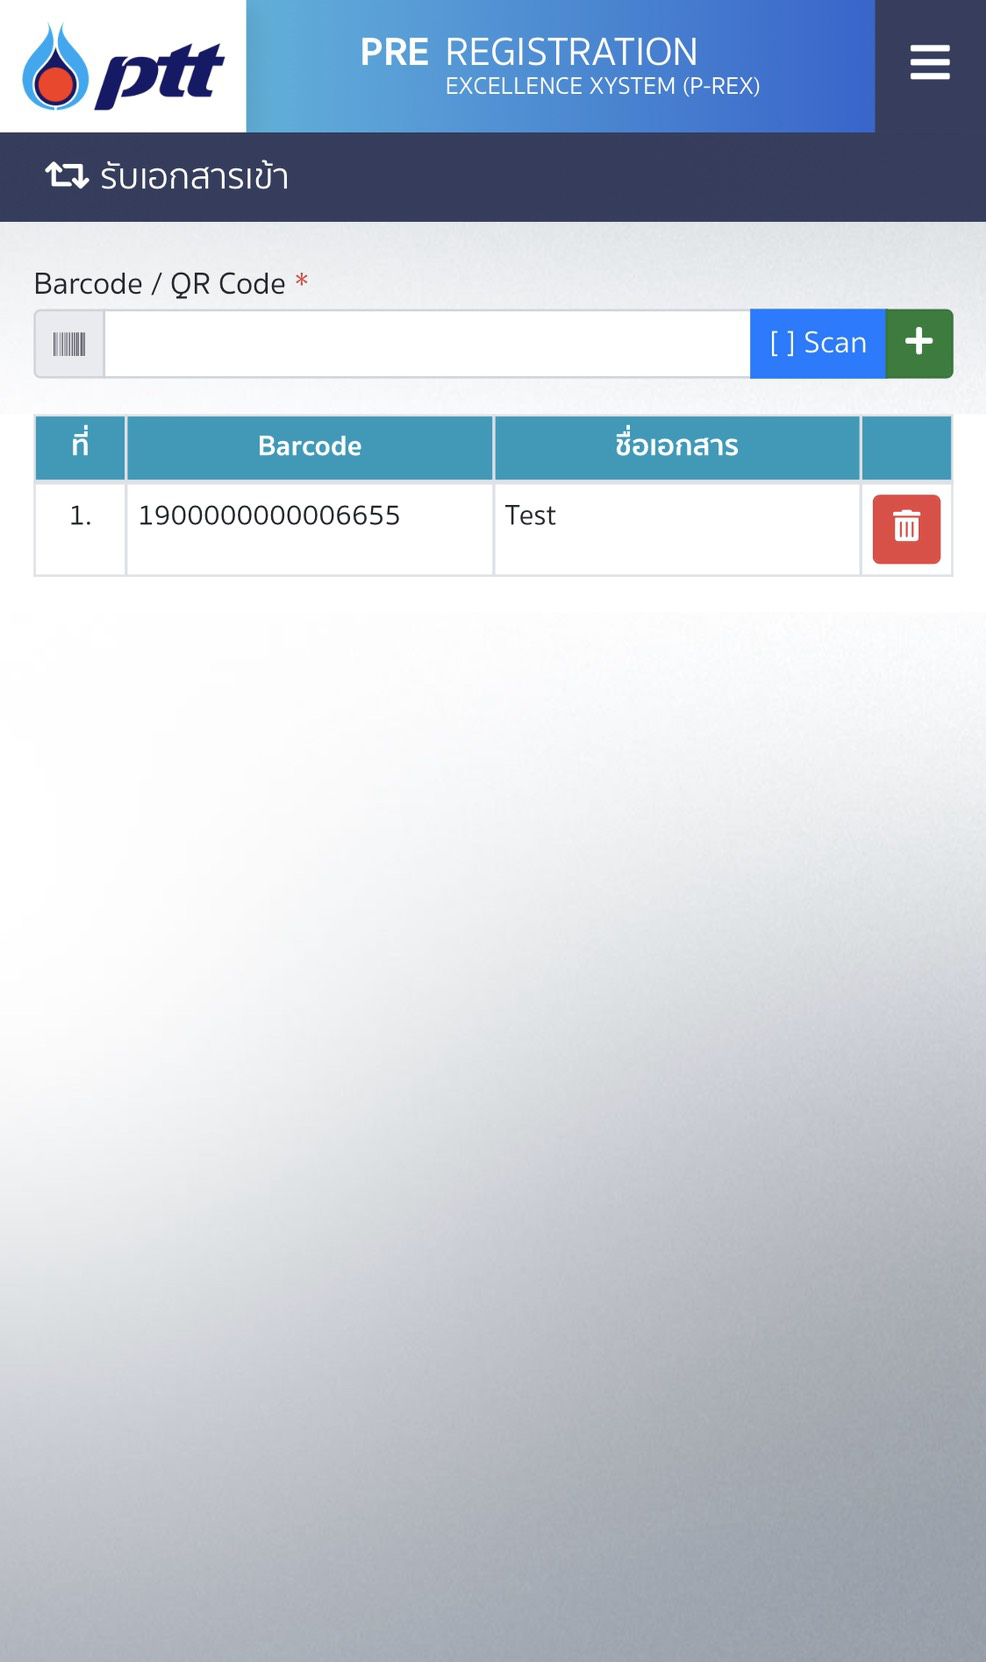 ptt
PRE REGISTRATION
EXCELLENCE XYSTEM (P-REX)
รับเอกสารเข้า
Barcode / QR Code *
[ ] Scan
ที่ Barcode ชื่อเอกสาร
1. 1900000000006655 Test